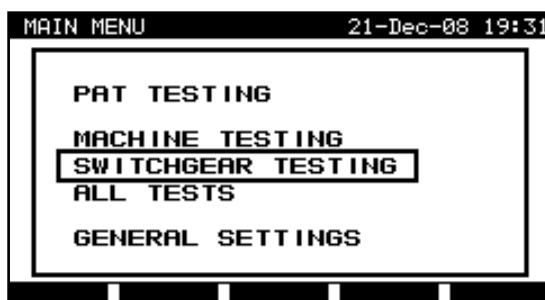 MAIN MENU 21-Dec-08 19:31
PAT TESTING
MACHINE TESTING
SWITCHGEAR TESTING
ALL TESTS
GENERAL SETTINGS